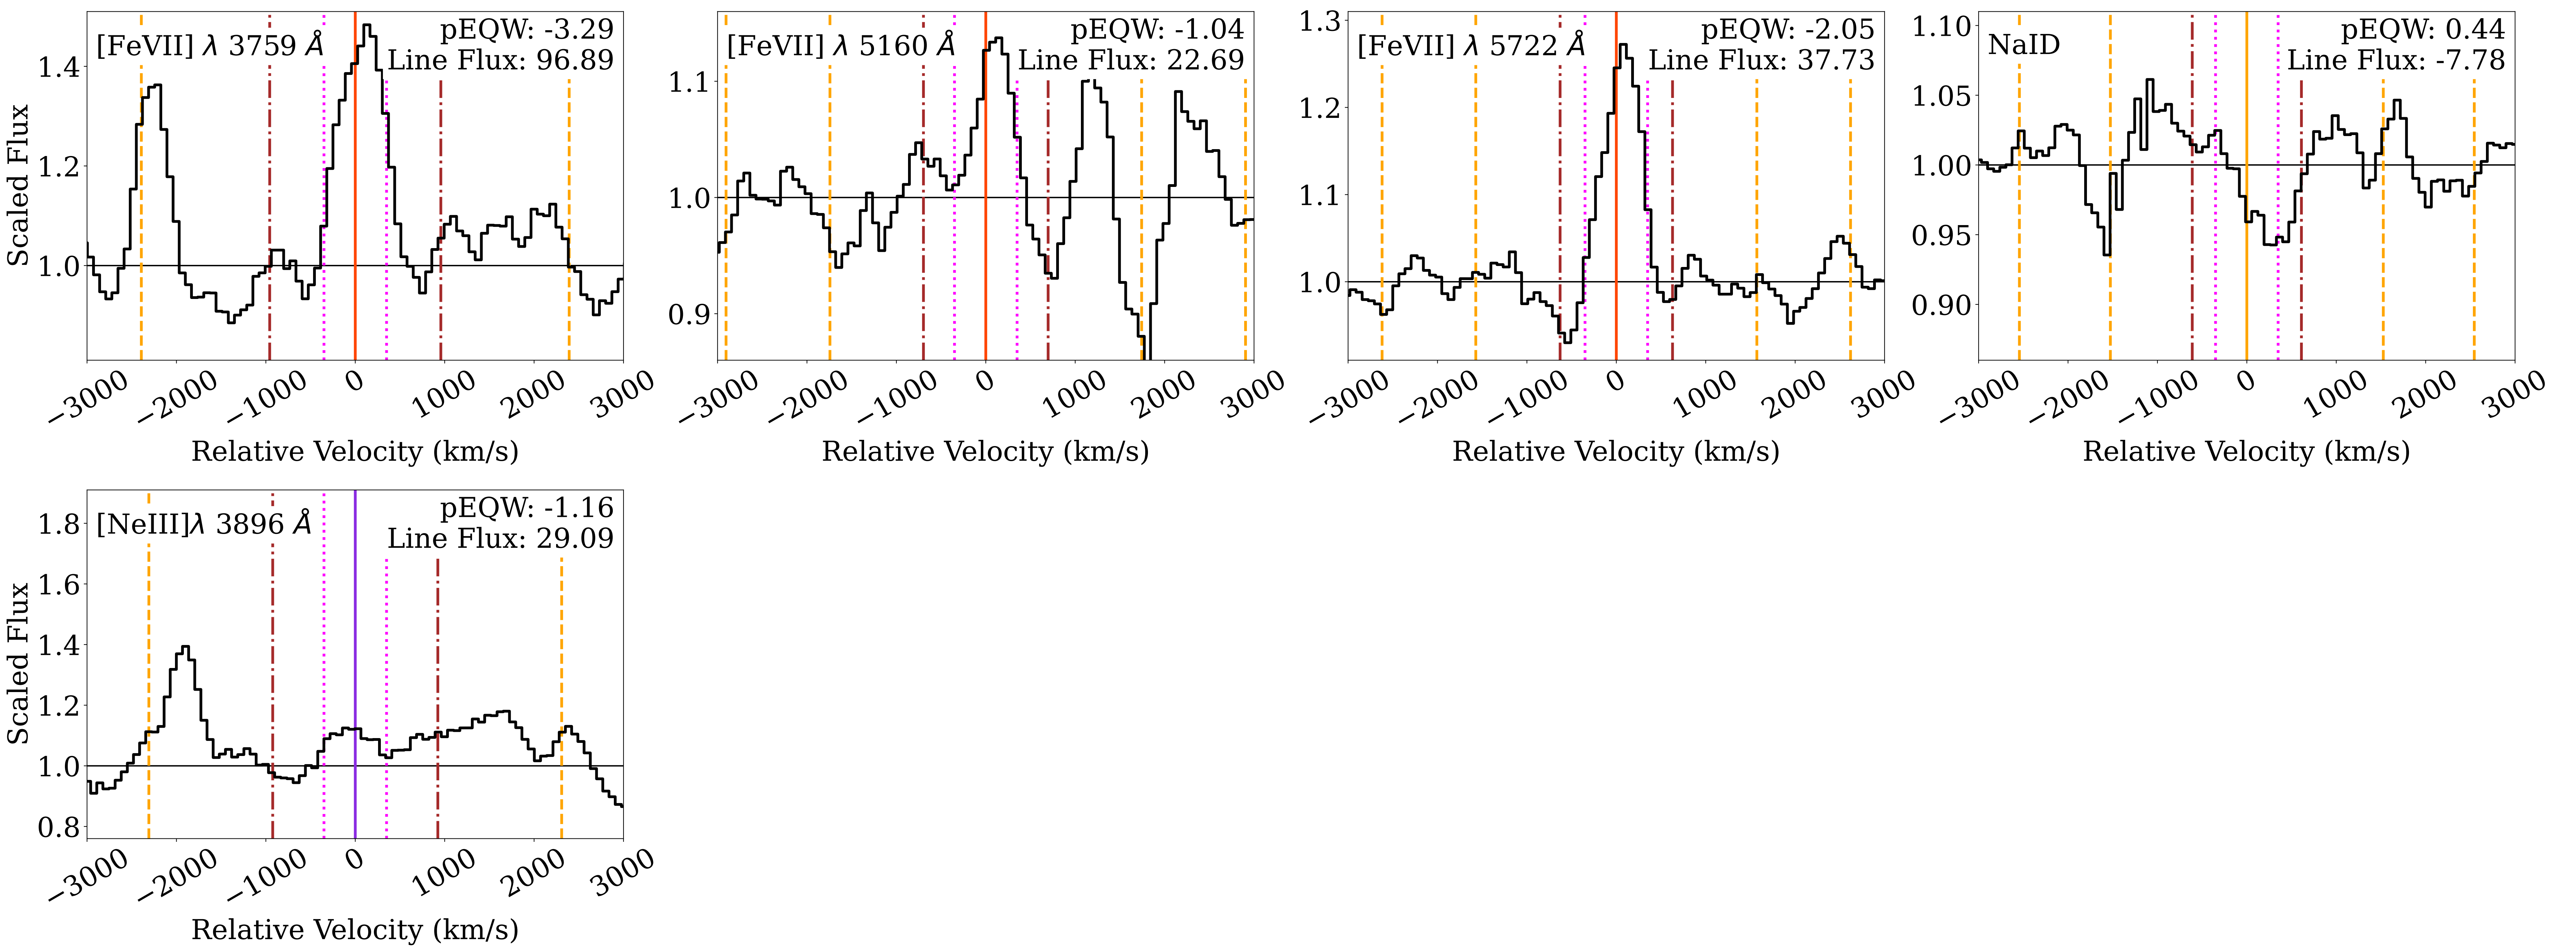 [FeVII] λ 3759 Å
pEQW: -3.29
Line Flux: 96.89
Scaled Flux
1.4
1.2
1.0
−3000
−2000
−1000
0
1000
2000
3000
Relative Velocity (km/s)
[FeVII] λ 5160 Å
pEQW: -1.04
Line Flux: 22.69
1.1
1.0
0.9
−3000
−2000
−1000
0
1000
2000
3000
Relative Velocity (km/s)
[FeVII] λ 5722 Å
pEQW: -2.05
Line Flux: 37.73
1.3
1.2
1.1
1.0
−3000
−2000
−1000
0
1000
2000
3000
Relative Velocity (km/s)
NaID
pEQW: 0.44
Line Flux: -7.78
1.10
1.05
1.00
0.95
0.90
−3000
−2000
−1000
0
1000
2000
3000
Relative Velocity (km/s)
[NeIII]λ 3896 Å
pEQW: -1.16
Line Flux: 29.09
Scaled Flux
1.8
1.6
1.4
1.2
1.0
0.8
−3000
−2000
−1000
0
1000
2000
3000
Relative Velocity (km/s)